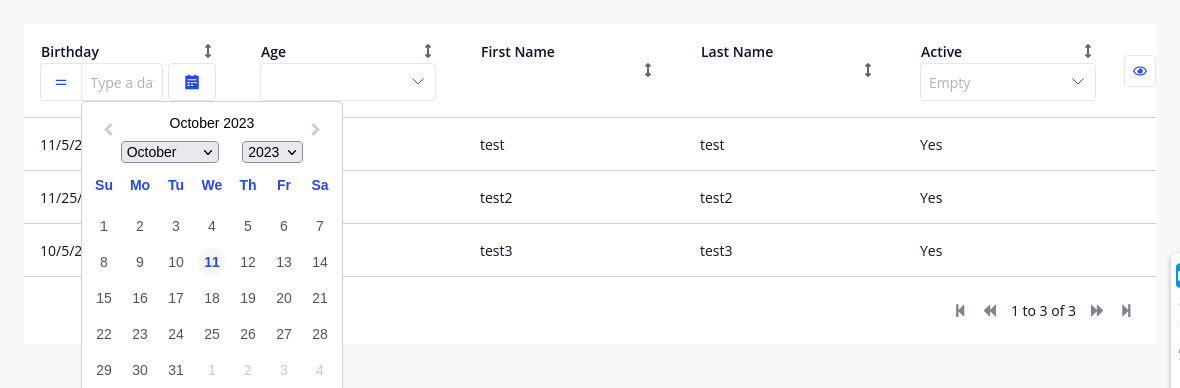 Birthday Age First Name Last Name Active
= Type a da Empty
October 2023
October 2023
Su Mo Tu We Th Fr Sa
1 2 3 4 5 6 7
8 9 10 11 12 13 14
15 16 17 18 19 20 21
22 23 24 25 26 27 28
29 30 31 1 2 3 4
11/5/2 test test Yes
11/25/ test2 test2 Yes
10/5/2 test3 test3 Yes
1 to 3 of 3